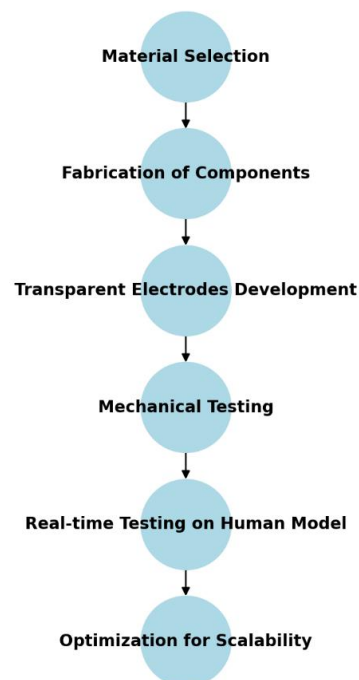 Material Selection
Fabrication of Components
Transparent Electrodes Development
Mechanical Testing
Real-time Testing on Human Model
Optimization for Scalability